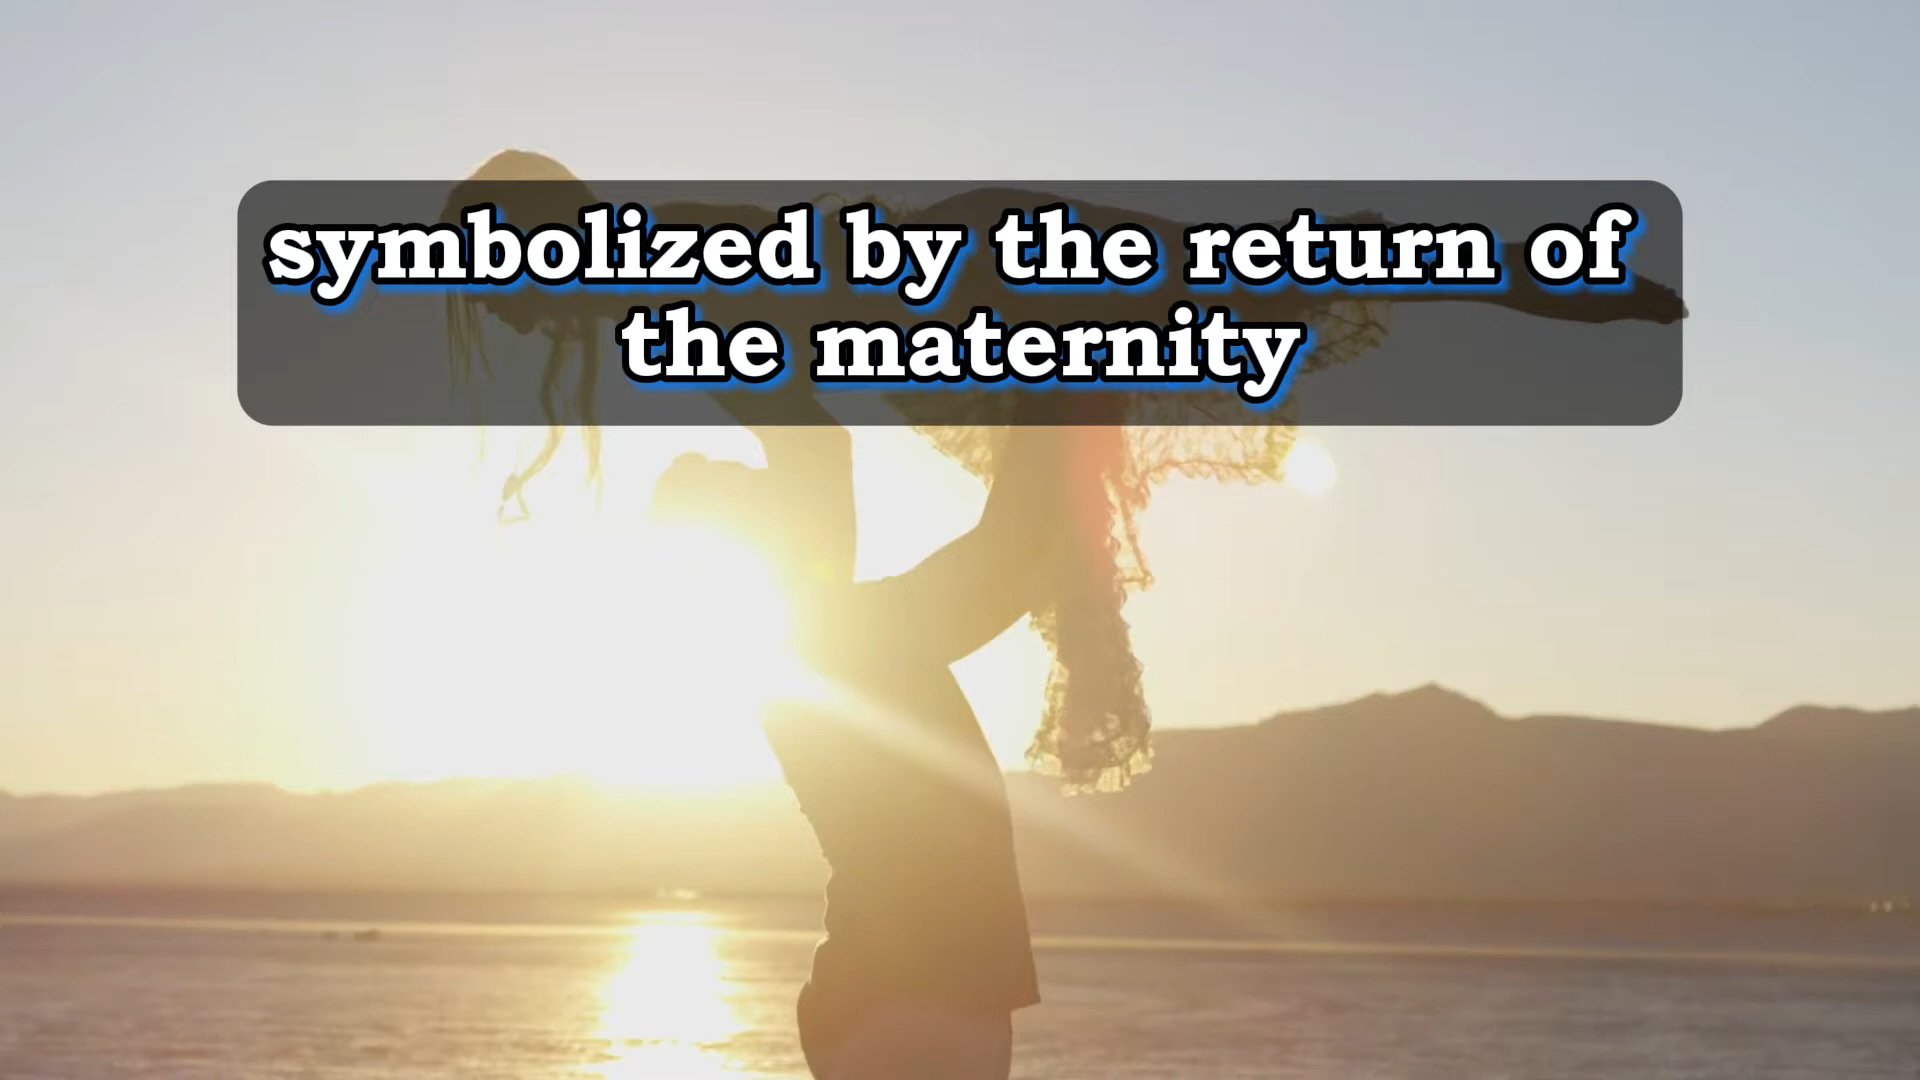 symbolized by the return of
the maternity